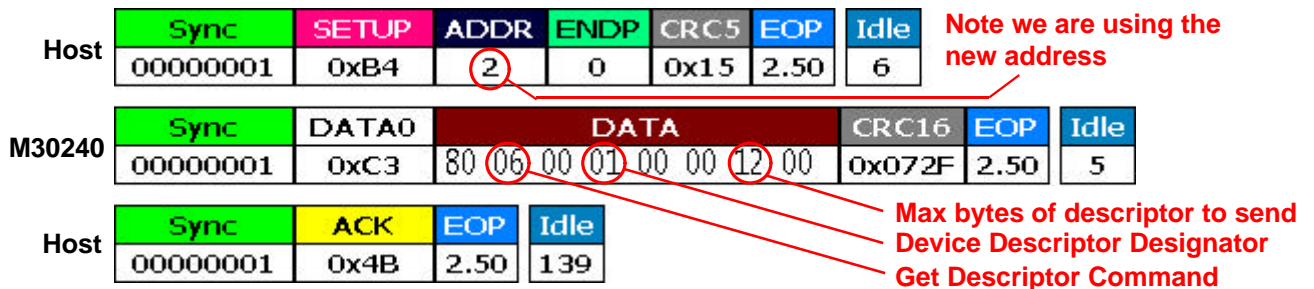 Host
Sync SETUP ADDR ENDP CRC5 EOP Idle
00000001 0xB4 2 0 0x15 2.50 6
Note we are using the
new address
M30240
Sync DATA0 DATA CRC16 EOP Idle
00000001 0xC3 80 06 00 01 00 00 12 00 0x072F 2.50 5
Host
Sync ACK EOP Idle
00000001 0x4B 2.50 139
Max bytes of descriptor to send
Device Descriptor Designator
Get Descriptor Command